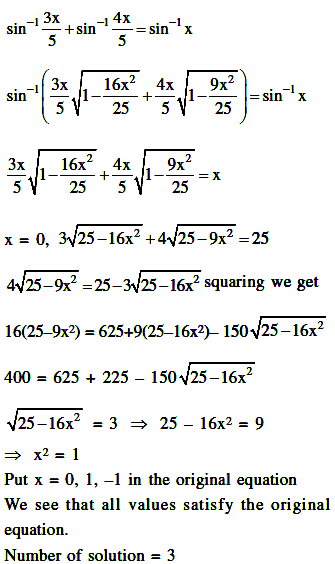 sin⁻¹ 3x/5 + sin⁻¹ 4x/5 = sin⁻¹ x
sin⁻¹(3x/5 √(1−16x²/25) + 4x/5 √(1−9x²/25)) = sin⁻¹ x
3x/5 √(1−16x²/25) + 4x/5 √(1−9x²/25) = x
x = 0, 3√(25−16x²) + 4√(25−9x²) = 25
4√(25−9x²) = 25−3√(25−16x²) squaring we get
16(25–9x²) = 625+9(25–16x²)– 150√(25−16x²)
400 = 625 + 225 – 150√(25−16x²)
√(25−16x²) = 3 ⇒ 25 – 16x² = 9
⇒ x² = 1
Put x = 0, 1, –1 in the original equation
We see that all values satisfy the original
equation.
Number of solution = 3